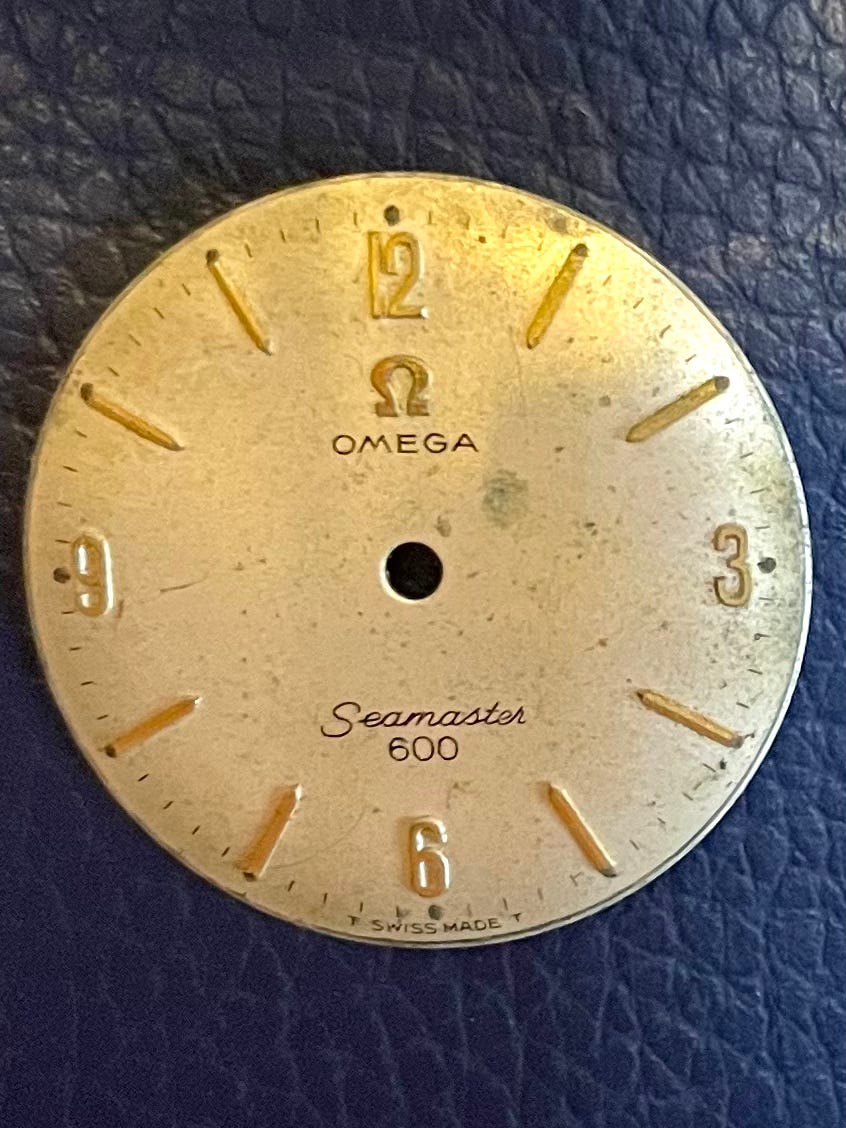 12
Ω
OMEGA
9 3
Seamaster
600
6
T SWISS MADE T